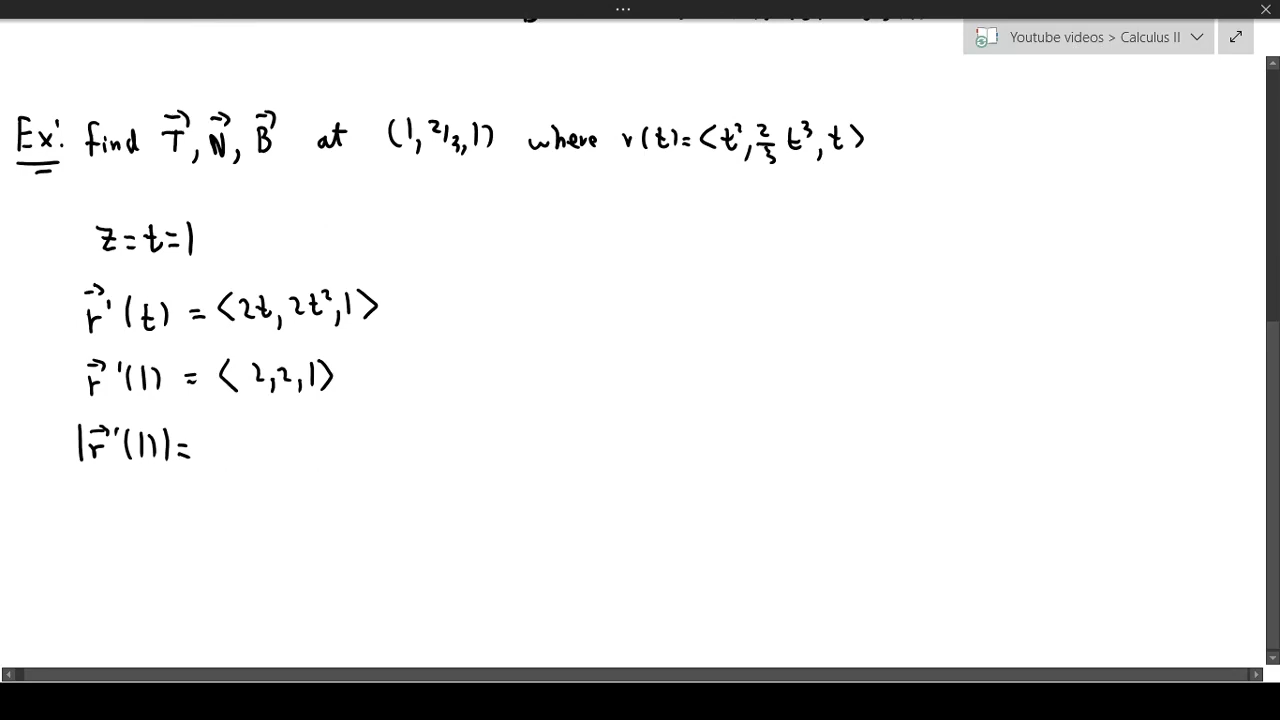 Youtube videos > Calculus II
Ex: find T⃗, N⃗, B⃗ at (1, 2/3, 1) where r(t) = <t², 2/3 t³, t>
z = t = 1
r⃗'(t) = <2t, 2t², 1>
r⃗'(1) = <2, 2, 1>
|r⃗'(1)| =